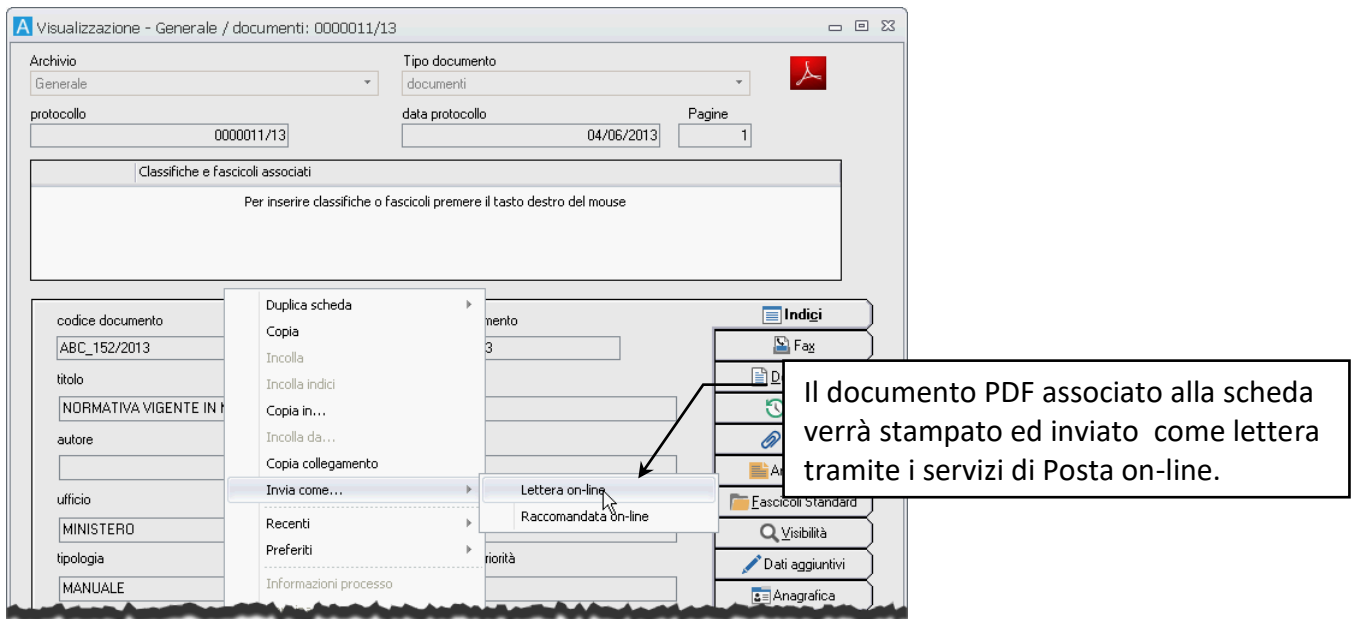 Visualizzazione - Generale / documenti: 0000011/13
Archivio
Tipo documento
Generale
documenti
protocollo
data protocollo
Pagine
0000011/13
04/06/2013
1
Classifiche e fascicoli associati
Per inserire classifiche o fascicoli premere il tasto destro del mouse
codice documento
ABC_152/2013
titolo
NORMATIVA VIGENTE IN
autore
ufficio
MINISTERO
tipologia
MANUALE
Duplica scheda
Copia
Incolla
Incolla indici
Copia in...
Incolla da...
Copia collegamento
Invia come...
Recenti
Preferiti
Informazioni processo
Lettera on-line
Raccomandata on-line
Indici
Fax
Il documento PDF associato alla scheda
verrà stampato ed inviato come lettera
tramite i servizi di Posta on-line.
Fascicoli Standard
Visibilità
Dati aggiuntivi
Anagrafica